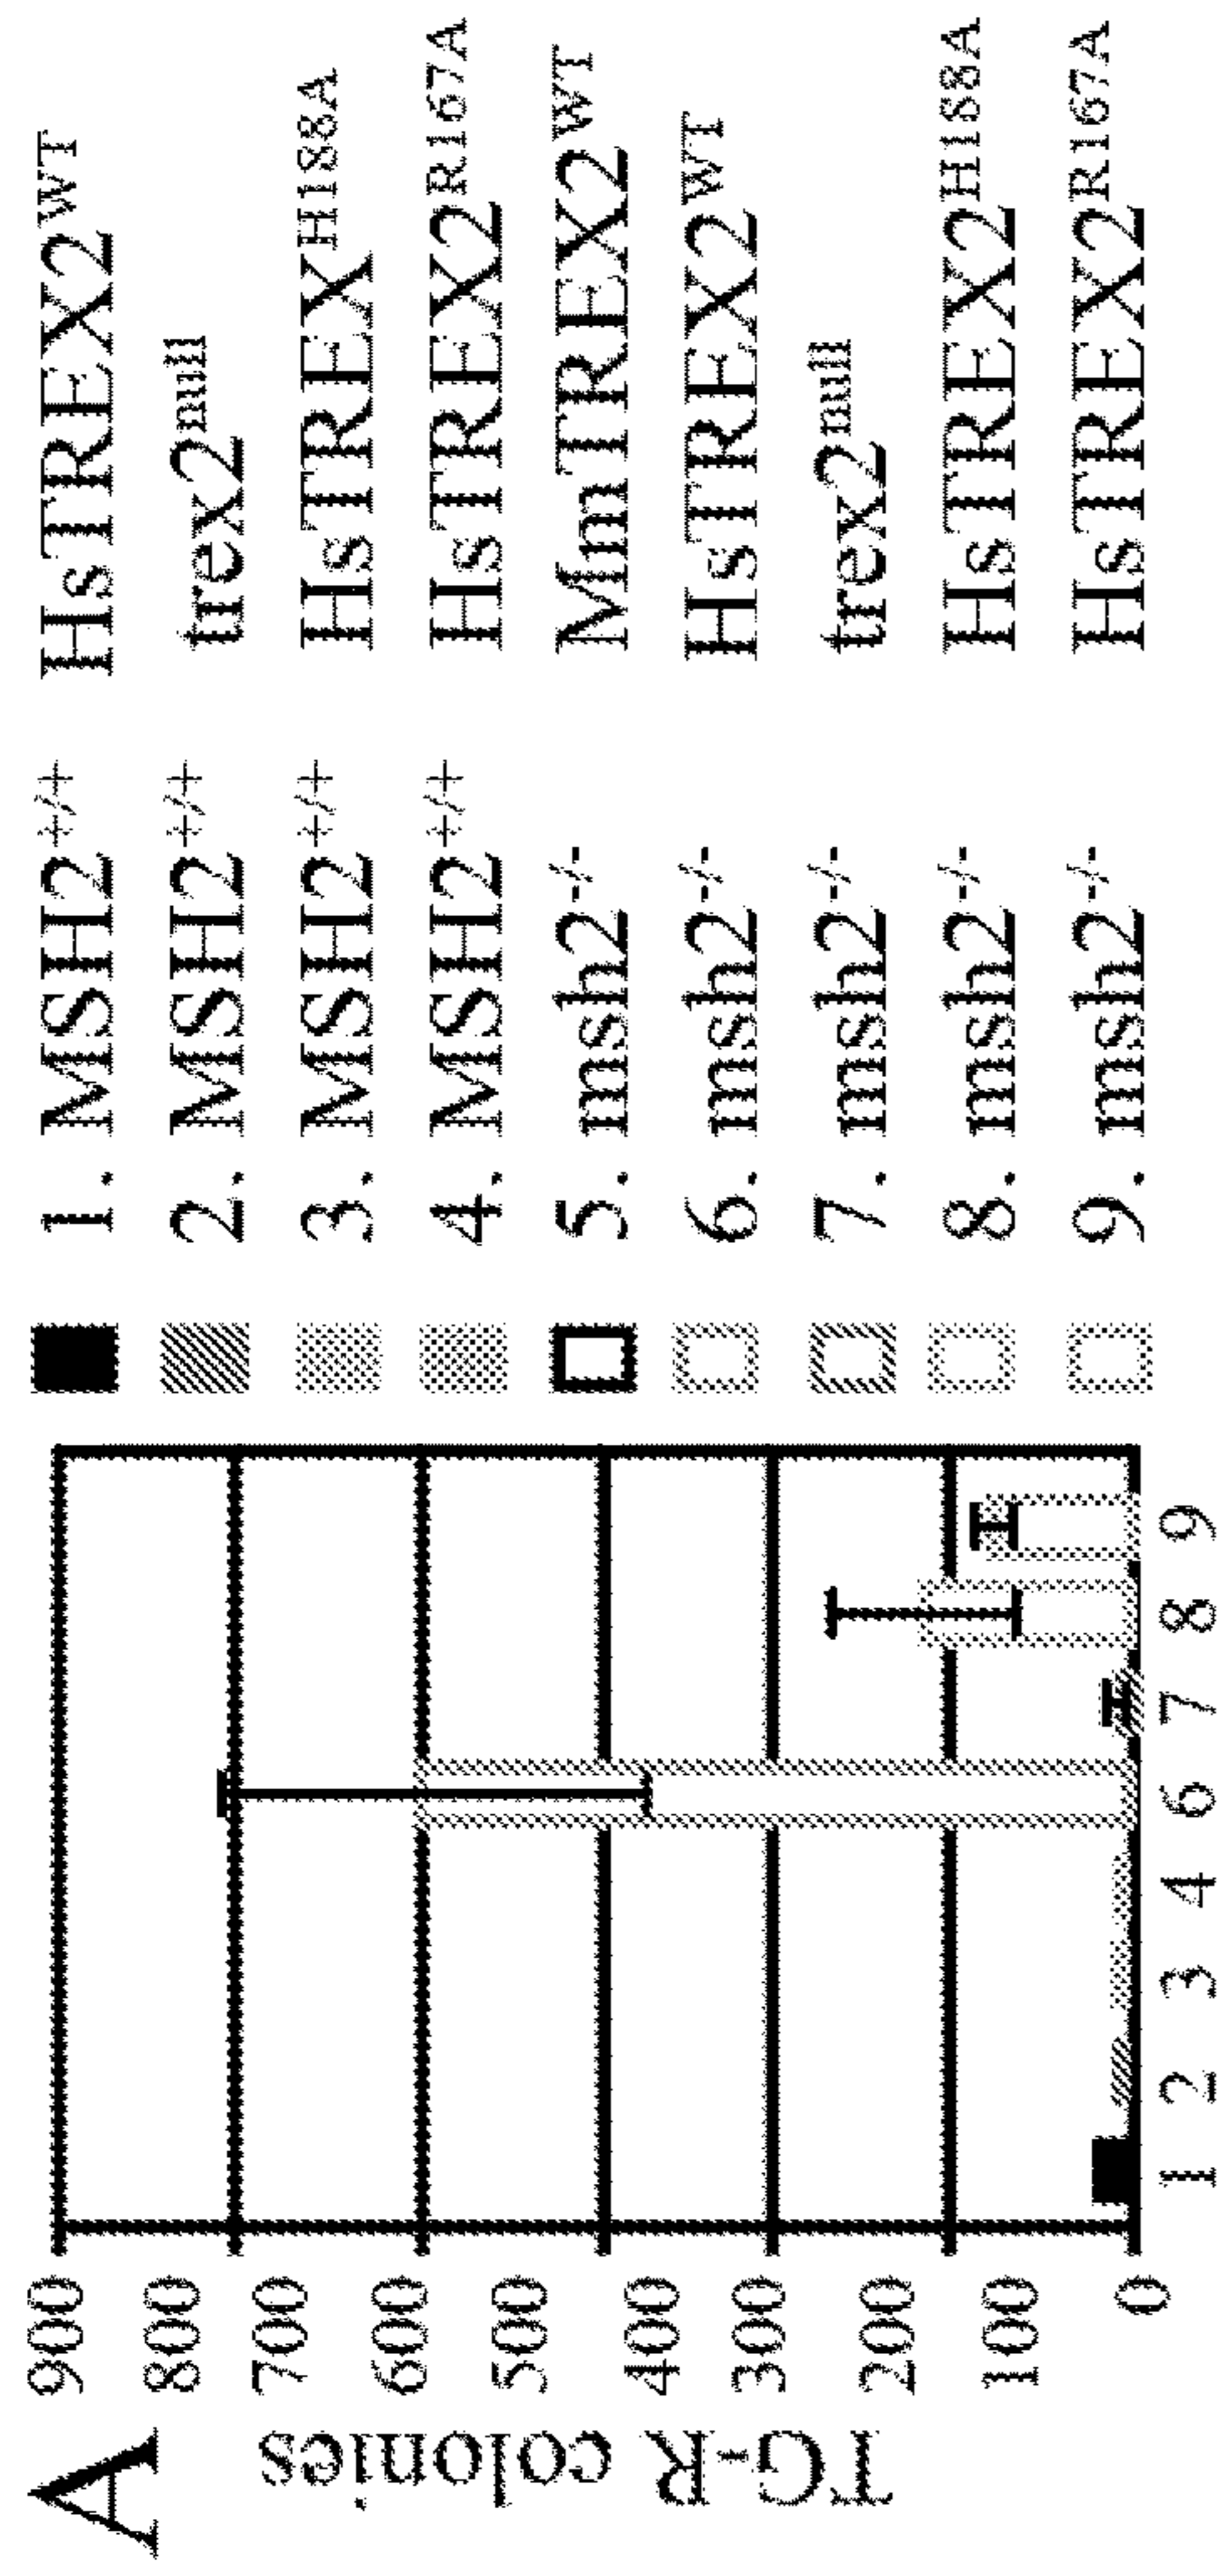 A
TG-R colonies
900
800
700
600
500
400
300
200
100
0
1 2 3 4 6 7 8 9
1. MSH2+/+ HsTREX2WT
2. MSH2+/+ trex2null
3. MSH2+/+ HsTREXH188A
4. MSH2+/+ HsTREX2R167A
5. msh2-/- MmTREX2WT
6. msh2-/- HsTREX2WT
7. msh2-/- trex2null
8. msh2-/- HsTREX2H188A
9. msh2-/- HsTREX2R167A